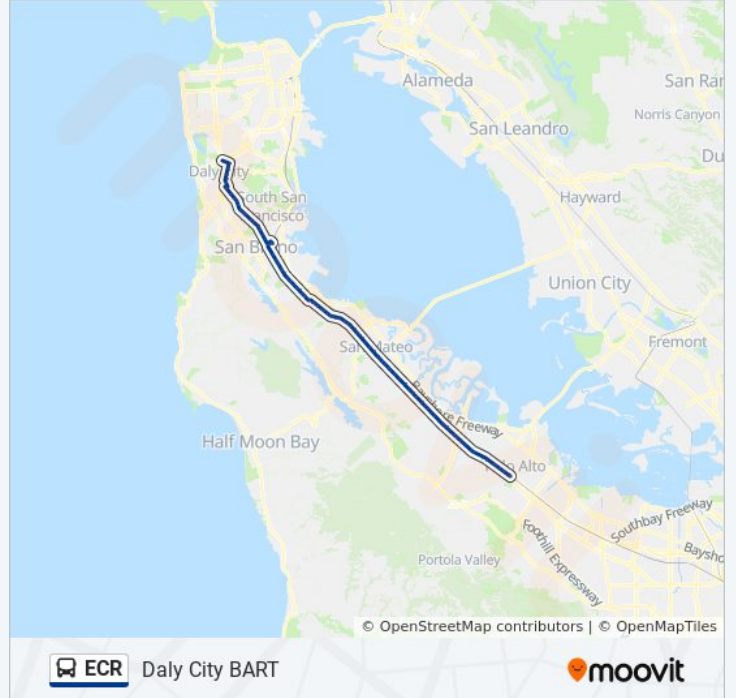 Alameda
San Ra
Norris Canyon
San Leandro
Du
Daly City
South San
Francisco
Hayward
San Bruno
Union City
San Mateo
Fremont
Bayshore Freeway
Half Moon Bay
Palo Alto
Southbay Freeway
Foothill Expressway
Baysho
Portola Valley
© OpenStreetMap contributors | © OpenMapTiles
ECR Daly City BART
moovit